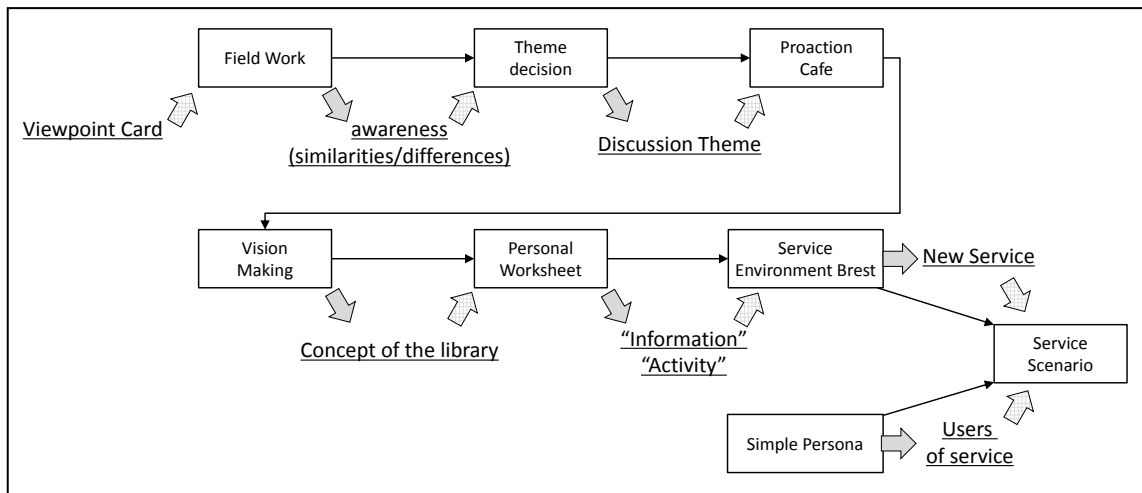 Field Work
Theme
decision
Proaction
Cafe
Viewpoint Card
awareness
(similarities/differences)
Discussion Theme
Vision
Making
Personal
Worksheet
Service
Environment Brest
New Service
Concept of the library
“Information”
“Activity”
Service
Scenario
Simple Persona
Users
of service